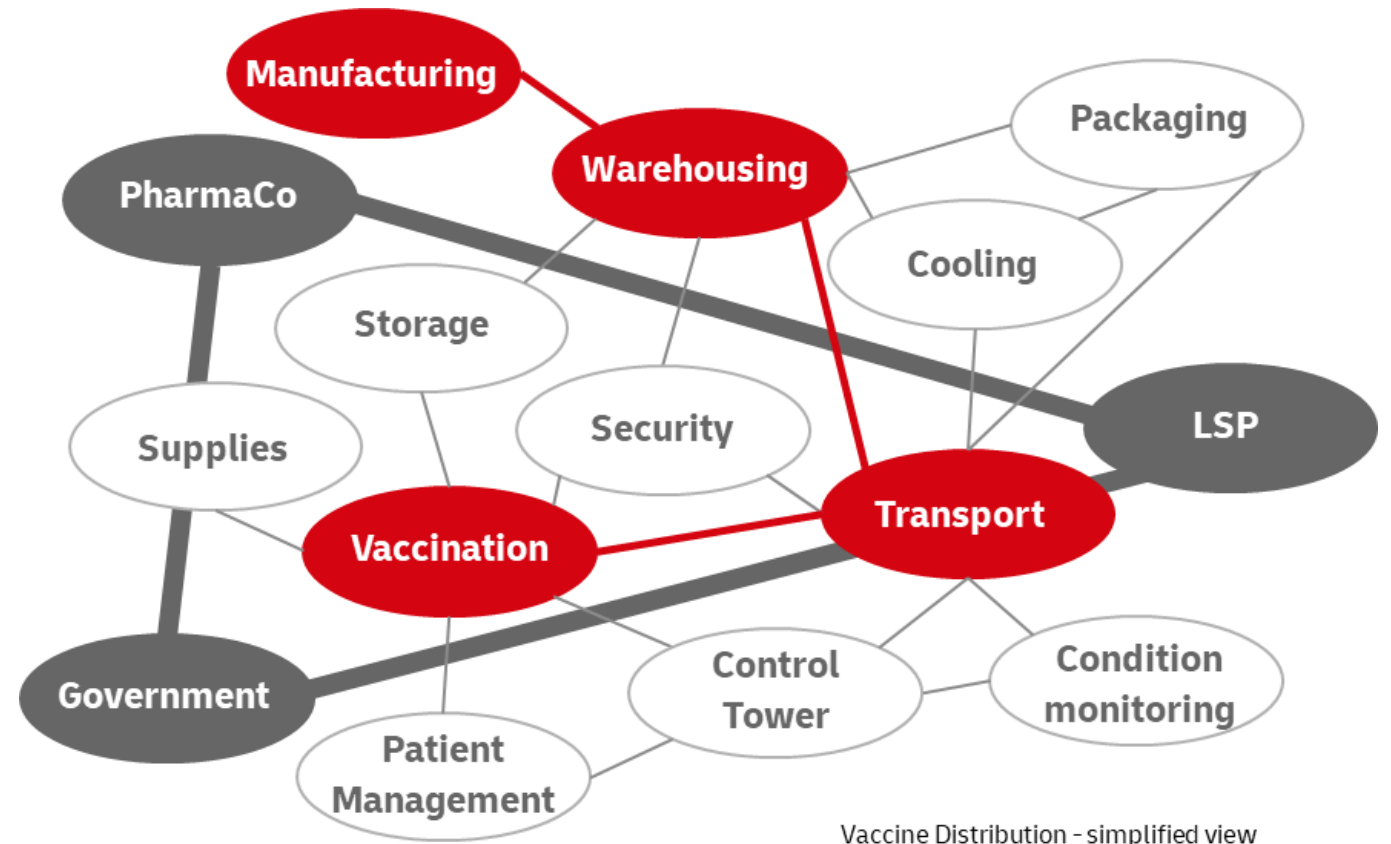 Manufacturing
Packaging
Warehousing
PharmaCo
Cooling
Storage
LSP
Security
Supplies
Transport
Vaccination
Control
Tower
Condition
monitoring
Government
Patient
Management
Vaccine Distribution - simplified view